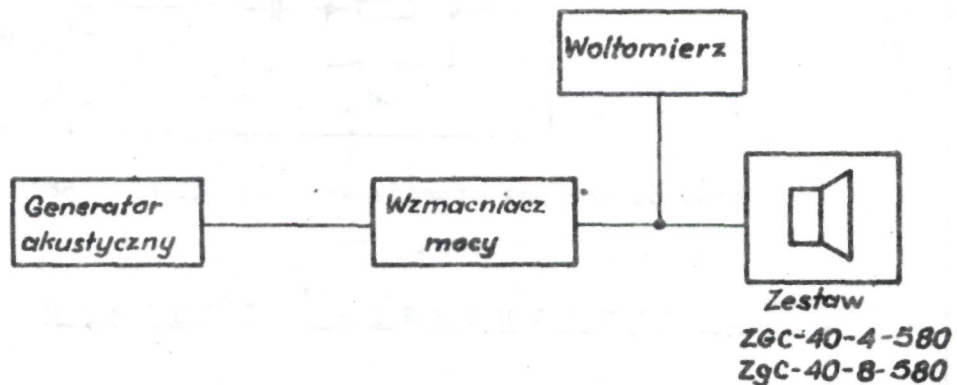 Woltomierz
Generator
akustyczny
Wzmacniacz
mocy
Zestaw
ZGC-40-4-580
ZgC-40-8-580